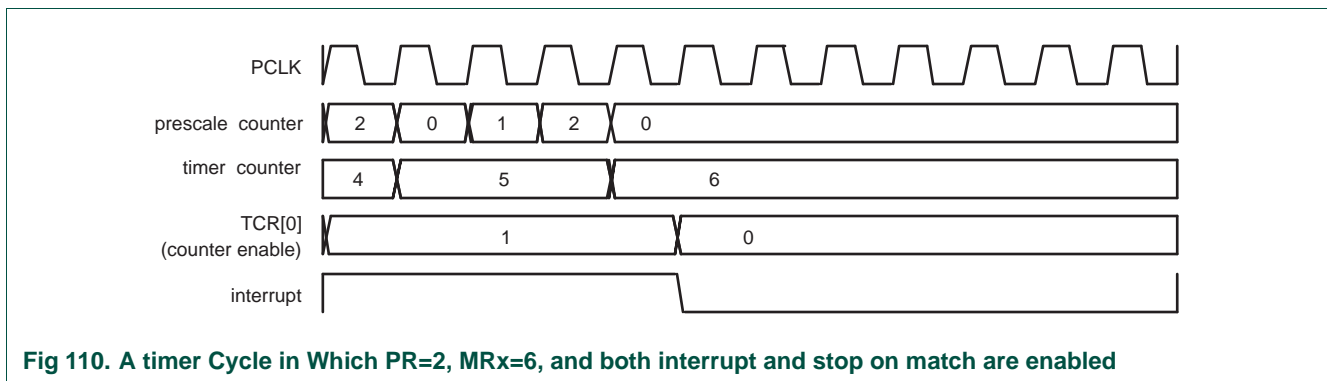 PCLK
prescale counter 2 0 1 2 0
timer counter 4 5 6
TCR[0]
(counter enable) 1 0
interrupt
Fig 110. A timer Cycle in Which PR=2, MRx=6, and both interrupt and stop on match are enabled